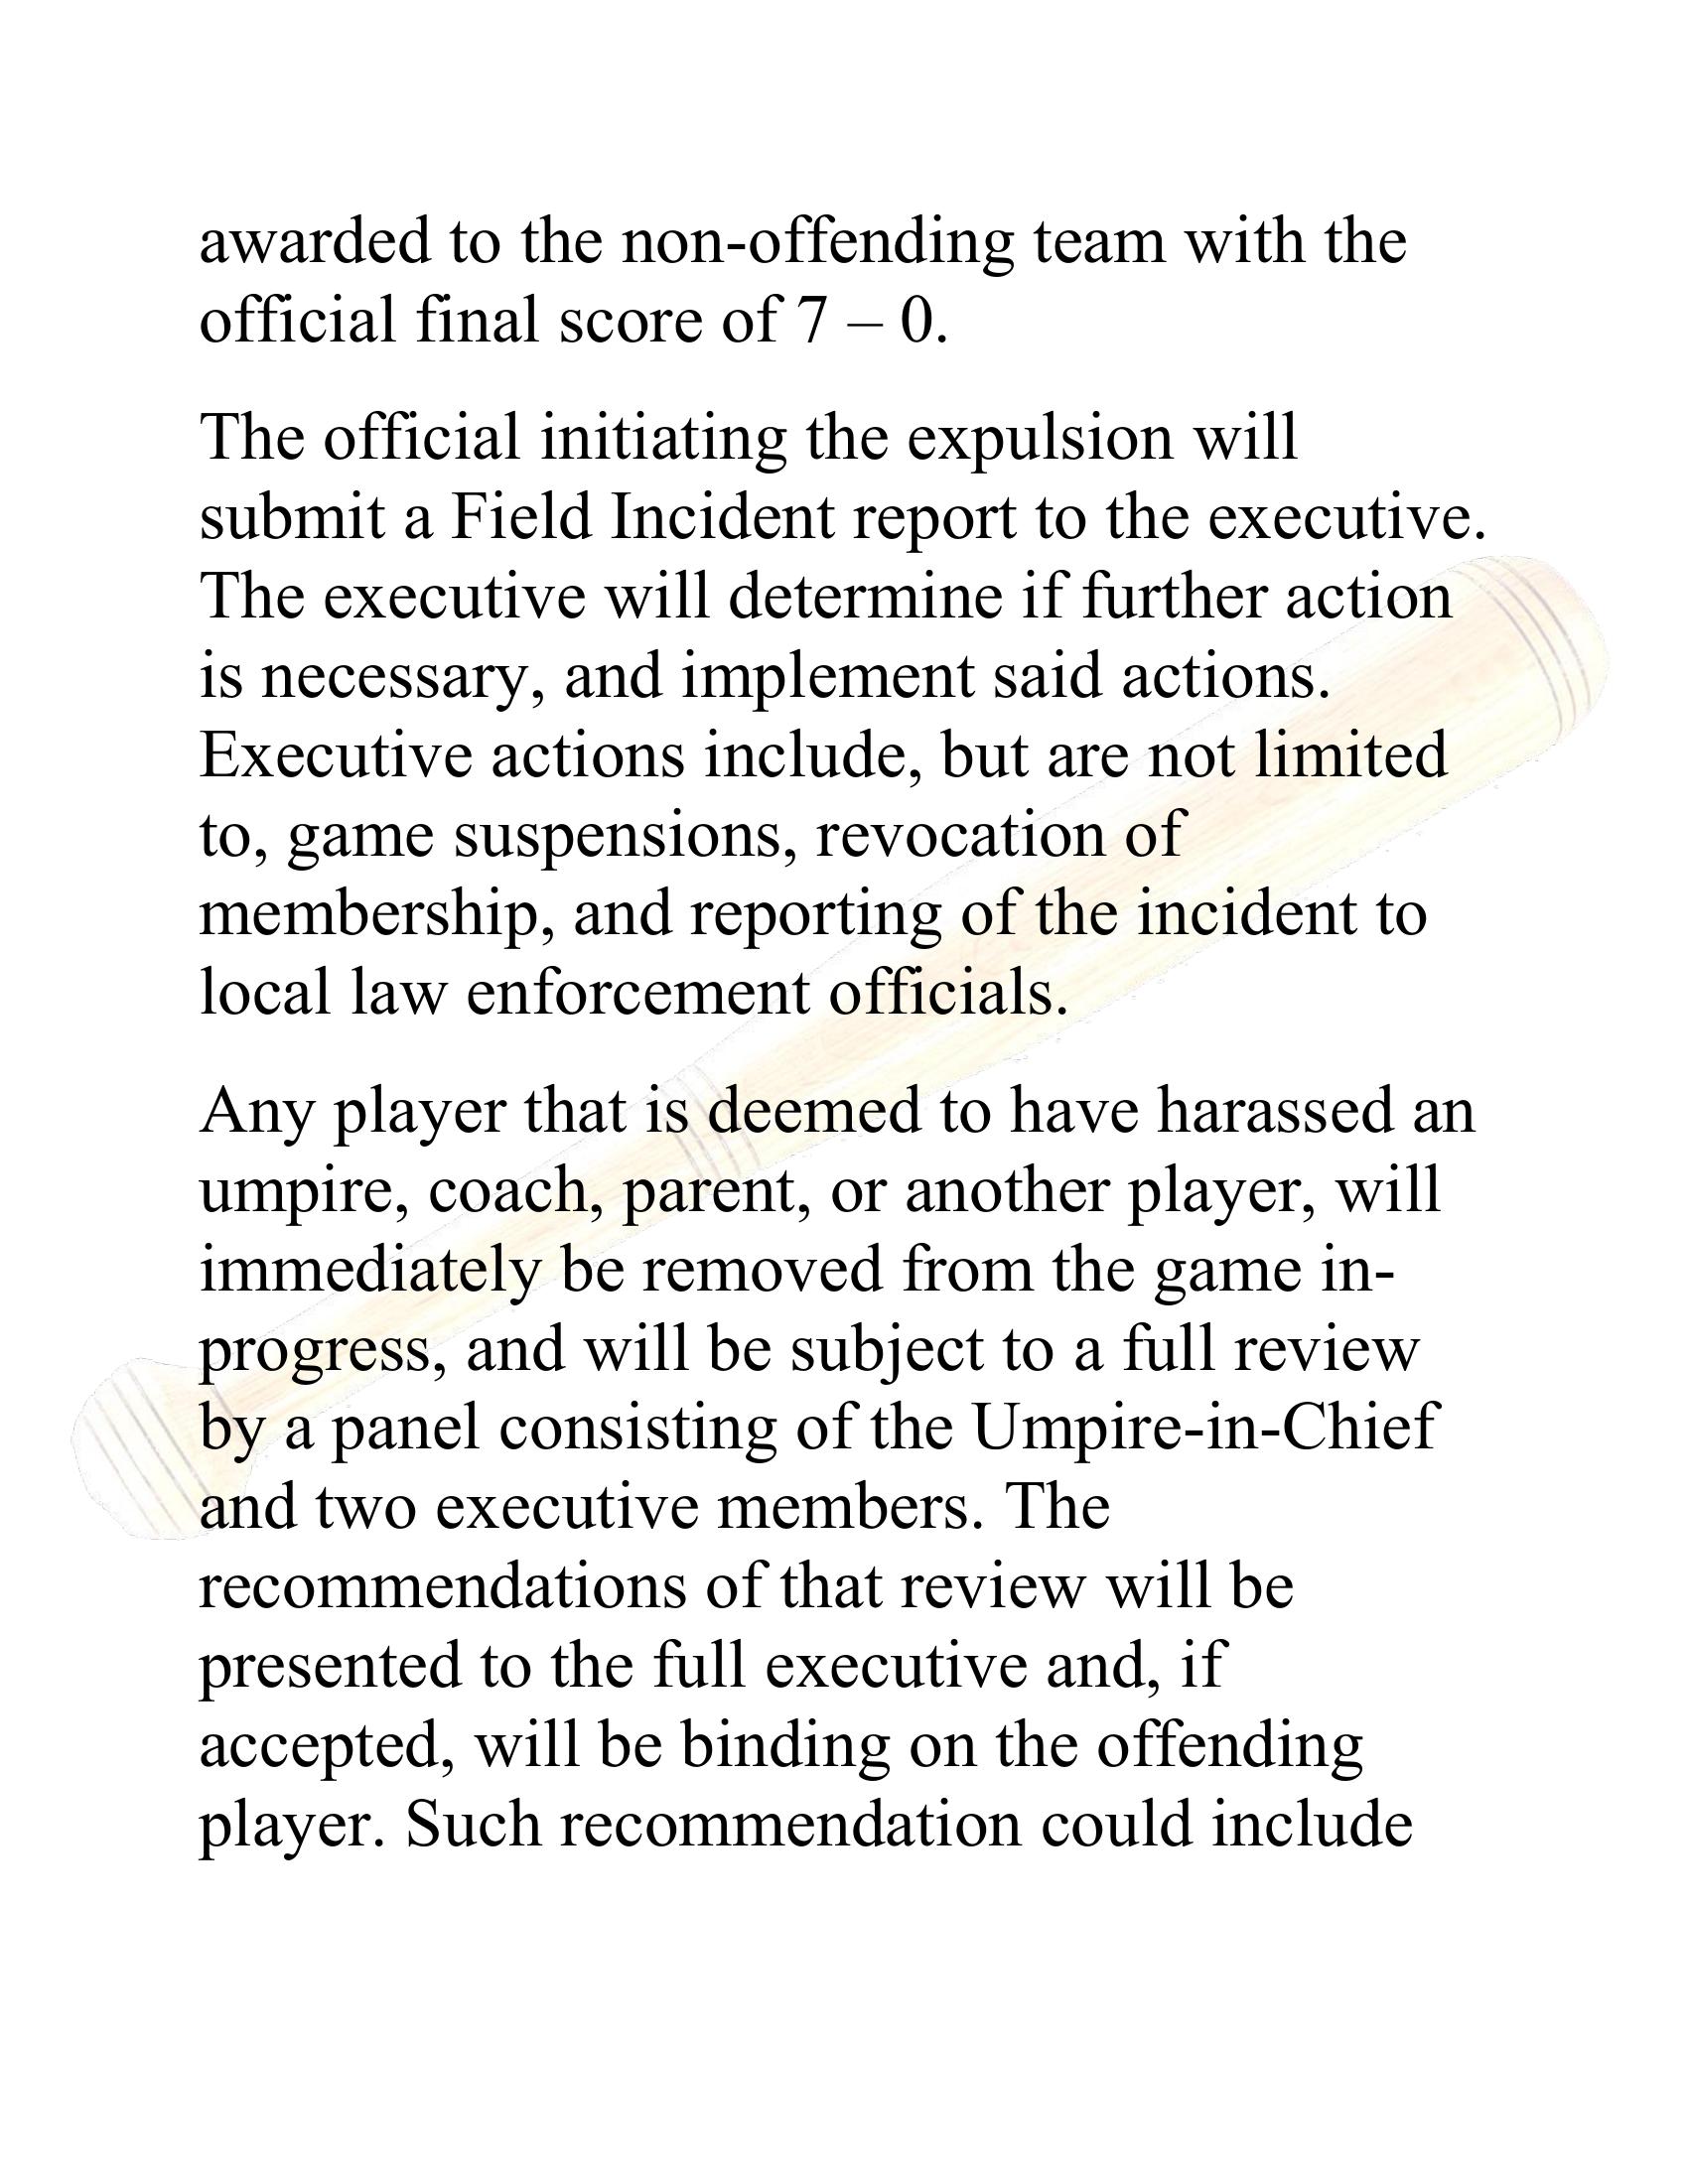 awarded to the non-offending team with the
official final score of 7 – 0.
The official initiating the expulsion will
submit a Field Incident report to the executive.
The executive will determine if further action
is necessary, and implement said actions.
Executive actions include, but are not limited
to, game suspensions, revocation of
membership, and reporting of the incident to
local law enforcement officials.
Any player that is deemed to have harassed an
umpire, coach, parent, or another player, will
immediately be removed from the game in-
progress, and will be subject to a full review
by a panel consisting of the Umpire-in-Chief
and two executive members. The
recommendations of that review will be
presented to the full executive and, if
accepted, will be binding on the offending
player. Such recommendation could include